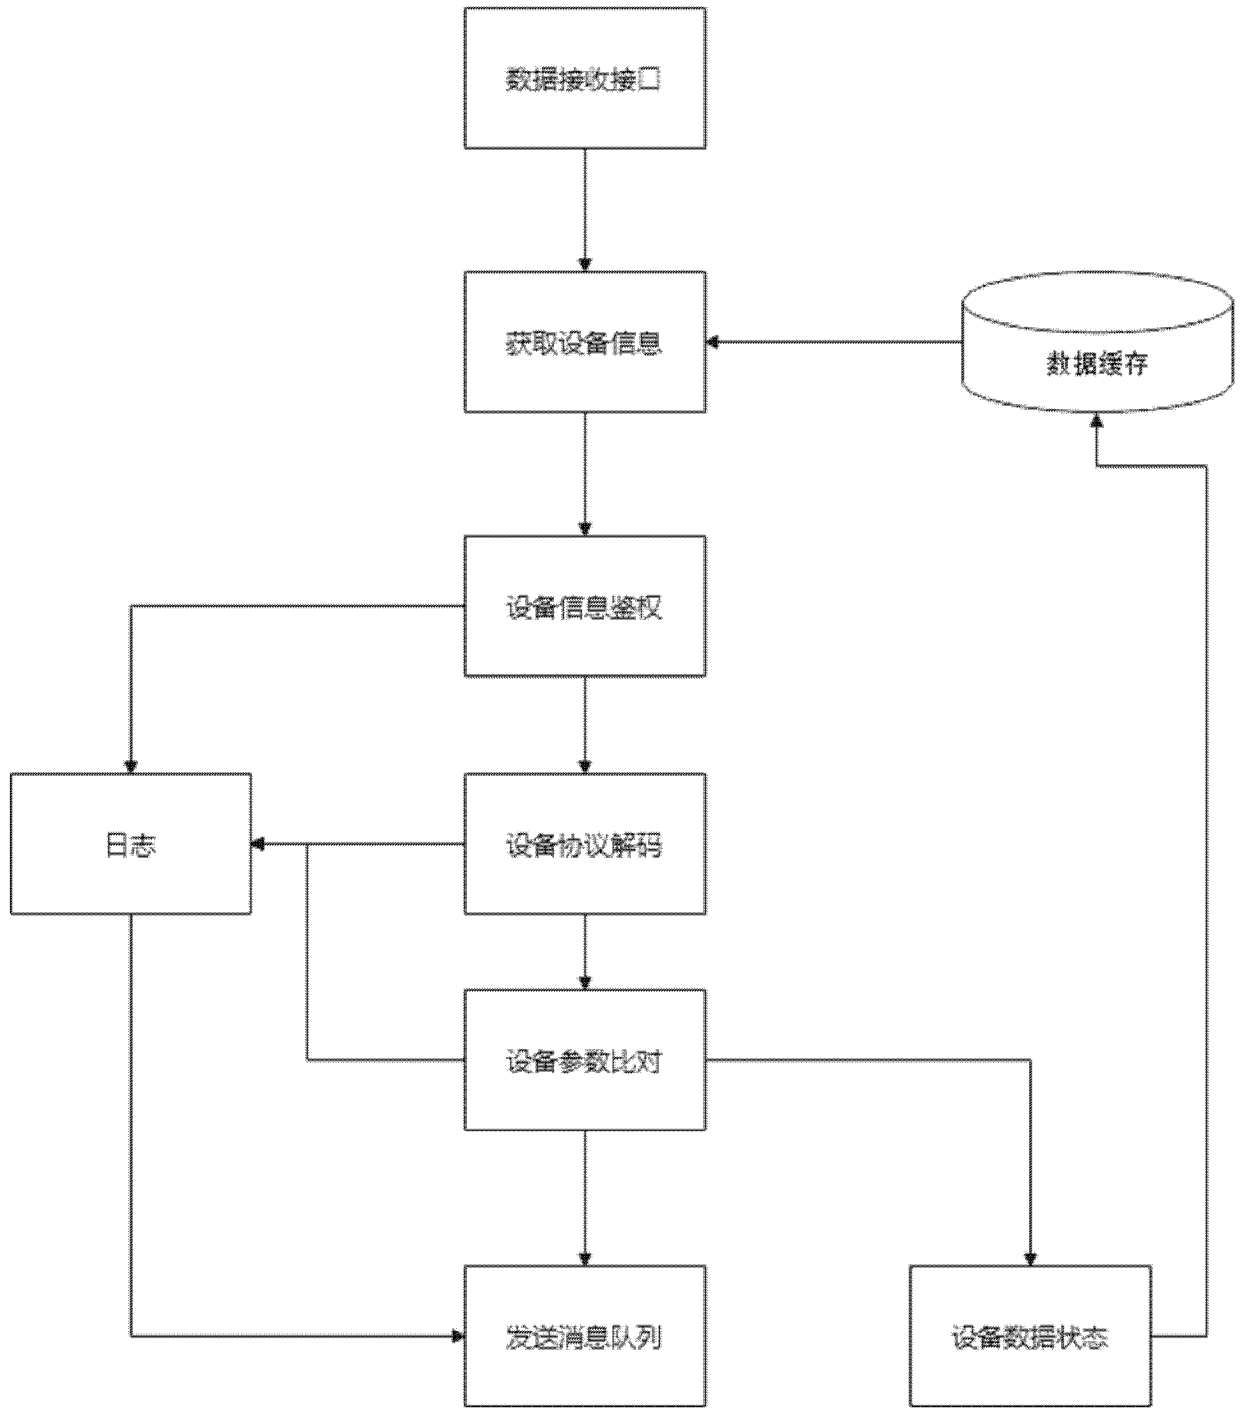 数据接收接口
获取设备信息
数据缓存
设备信息鉴权
日志
设备协议解码
设备参数比对
发送消息队列
设备数据状态